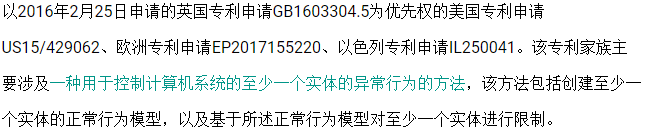 以2016年2月25日申请的英国专利申请GB1603304.5为优先权的美国专利申请
US15/429062、欧洲专利申请EP2017155220、以色列专利申请IL250041。该专利家族主
要涉及一种用于控制计算机系统的至少一个实体的异常行为的方法，该方法包括创建至少一
个实体的正常行为模型，以及基于所述正常行为模型对至少一个实体进行限制。